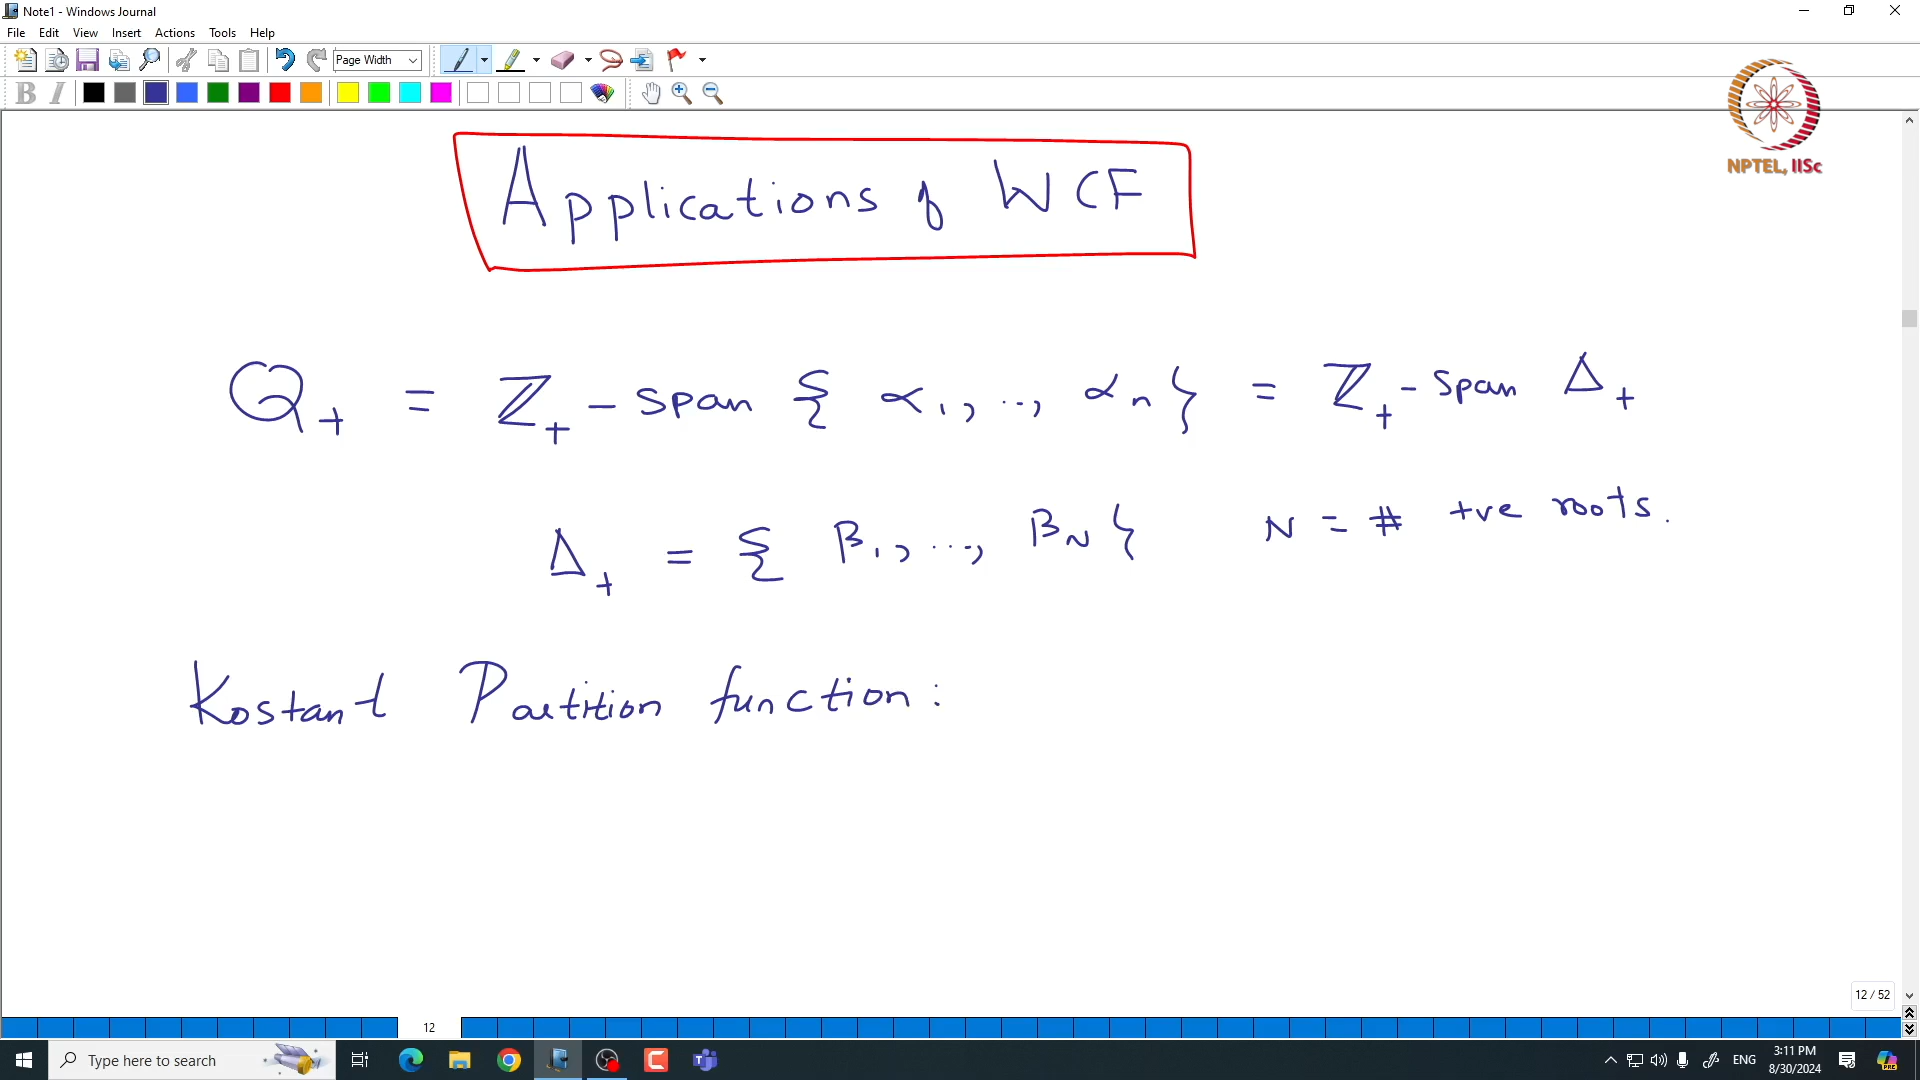 Note1 - Windows Journal
File Edit View Insert Actions Tools Help
Page Width
B I
NPTEL, IISc
Applications of WCF
Q₊ = ℤ₊ - span { α₁, .., αₙ } = ℤ₊ - span Δ₊
Δ₊ = { β₁, ..., β_N } N = # +ve roots.
Kostant Partition function :
12 / 52
12
Type here to search
ENG
3:11 PM
8/30/2024